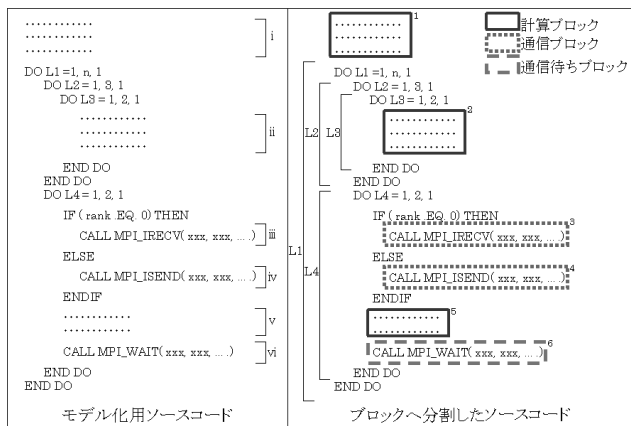 i
DO L1 =1, n, 1
DO L2 = 1, 3, 1
DO L3 = 1, 2, 1
ii
END DO
END DO
DO L4 = 1, 2, 1
IF ( rank .EQ. 0) THEN
CALL MPI_IRECV( xxx, xxx, ... .)
iii
ELSE
CALL MPI_ISEND( xxx, xxx, ... .)
iv
ENDIF
v
CALL MPI_WAIT( xxx, xxx, ... .)
vi
END DO
END DO
モデル化用ソースコード
1
計算ブロック
通信ブロック
通信待ちブロック
DO L1 =1, n, 1
DO L2 = 1, 3, 1
DO L3 = 1, 2, 1
2
L2
L3
END DO
END DO
DO L4 = 1, 2, 1
IF ( rank .EQ. 0) THEN
3
CALL MPI_IRECV( xxx, xxx, ... .)
ELSE
4
CALL MPI_ISEND( xxx, xxx, ... .)
L1
L4
ENDIF
5
6
CALL MPI_WAIT( xxx, xxx, ... .)
END DO
END DO
ブロックへ分割したソースコード